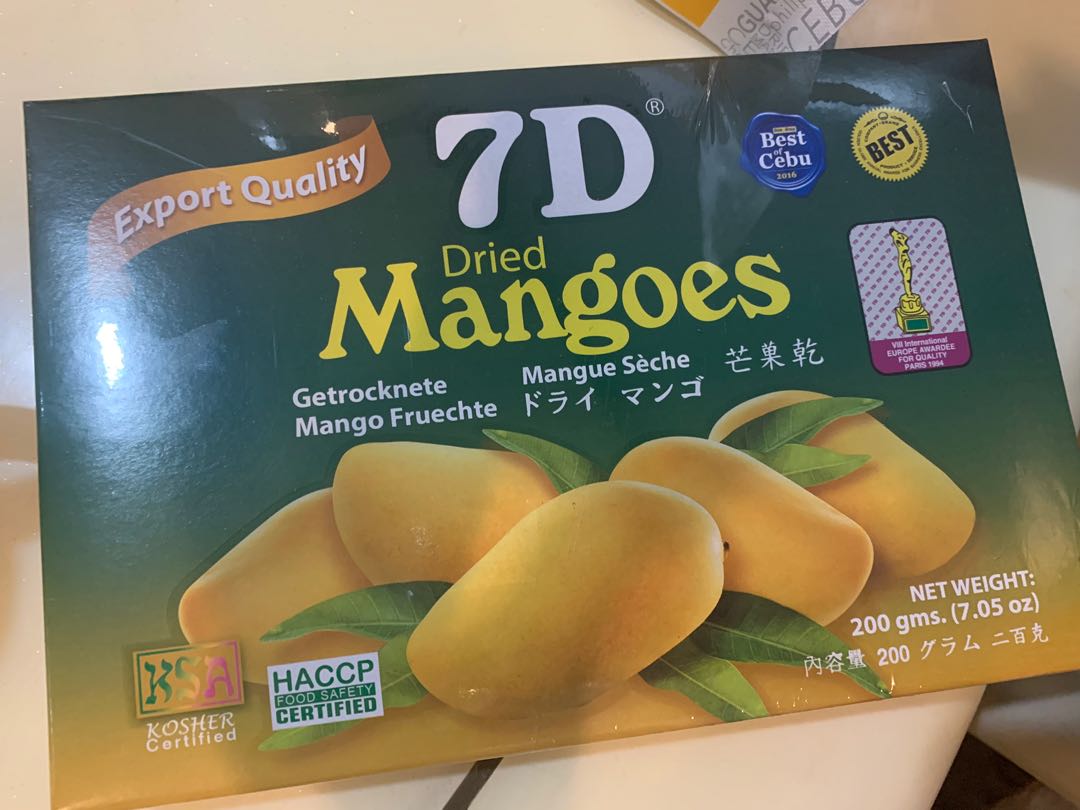 Export Quality
7D®
Dried
Mangoes
Getrocknete
Mango Fruechte
Mangue Sèche
ドライ マンゴ
芒菓乾
Best
of
Cebu
2016
BEST
VIII International
EUROPE AWARDEE
FOR QUALITY
PARIS 1994
NET WEIGHT:
200 gms. (7.05 oz)
內容量 200 グラム 二百克
KSA
KOSHER
Certified
HACCP
FOOD SAFETY
CERTIFIED